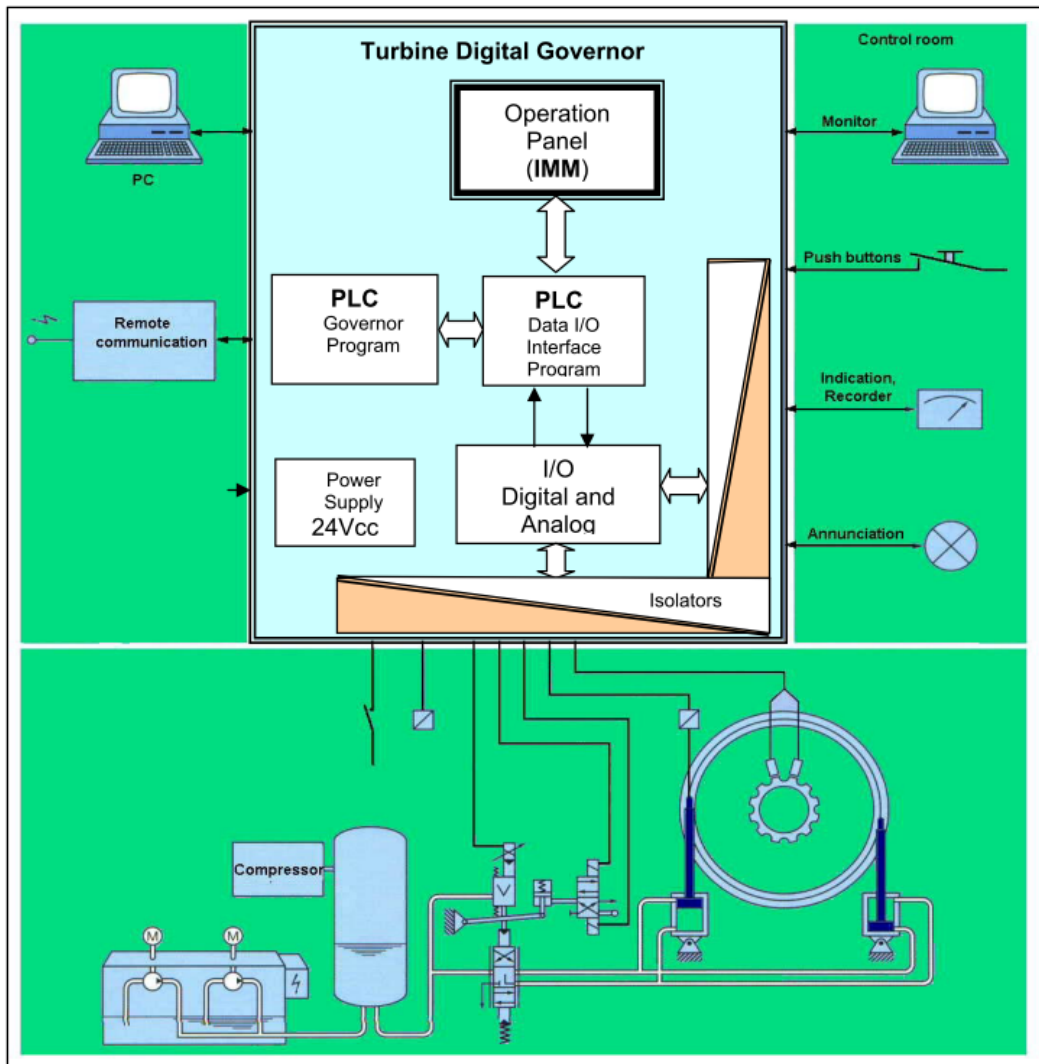 Turbine Digital Governor
Control room
Operation
Panel
(IMM)
Monitor
PC
Push buttons
PLC
Governor
Program
PLC
Data I/O
Interface
Program
Remote
communication
Indication,
Recorder
Power
Supply
24Vcc
I/O
Digital and
Analog
Annunciation
Isolators
Compressor
M
M